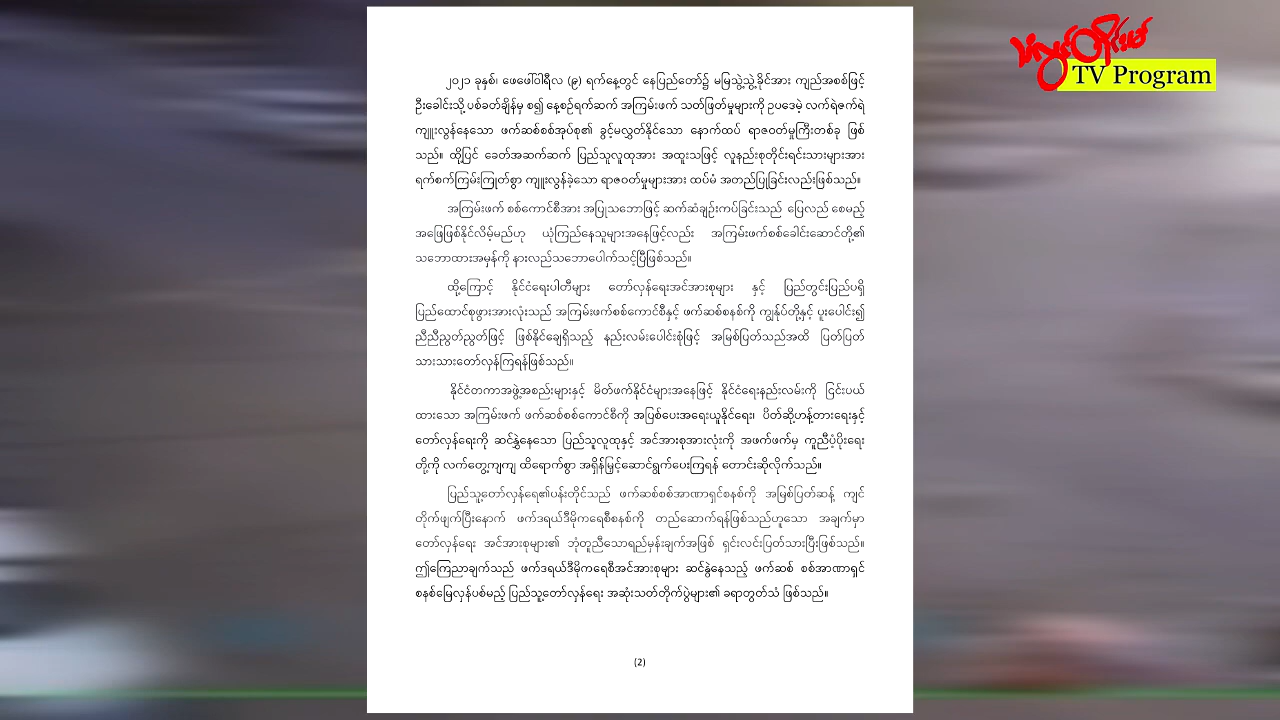 ၂၀၂၁ ခုနှစ်၊ ဖေဖော်ဝါရီလ (၉) ရက်နေ့တွင် နေပြည်တော်၌ မမြသွဲ့သွဲ့ခိုင်အား ကျည်အစစ်ဖြင့်
ဦးခေါင်းသို့ ပစ်ခတ်ချိန်မှ စ၍ နေ့စဉ်ရက်ဆက် အကြမ်းဖက် သတ်ဖြတ်မှုများကို ဥပဒေမဲ့ လက်ရဲဇက်ရဲ
ကျူးလွန်နေသော ဖက်ဆစ်စစ်အုပ်စု၏ ခွင့်မလွှတ်နိုင်သော နောက်ထပ် ရာဇဝတ်မှုကြီးတစ်ခု ဖြစ်
သည်။ ထို့ပြင် ခေတ်အဆက်ဆက် ပြည်သူလူထုအား အထူးသဖြင့် လူနည်းစုတိုင်းရင်းသားများအား
ရက်စက်ကြမ်းကြုတ်စွာ ကျူးလွန်ခဲ့သော ရာဇဝတ်မှုများအား ထပ်မံ အတည်ပြုခြင်းလည်းဖြစ်သည်။
အကြမ်းဖက် စစ်ကောင်စီအား အပြုသဘောဖြင့် ဆက်ဆံချဉ်းကပ်ခြင်းသည် ပြေလည် စေမည့်
အဖြေဖြစ်နိုင်လိမ့်မည်ဟု ယုံကြည်နေသူများအနေဖြင့်လည်း အကြမ်းဖက်စစ်ခေါင်းဆောင်တို့၏
သဘောထားအမှန်ကို နားလည်သဘောပေါက်သင့်ပြီဖြစ်သည်။
ထို့ကြောင့် နိုင်ငံရေးပါတီများ တော်လှန်ရေးအင်အားစုများ နှင့် ပြည်တွင်းပြည်ပရှိ
ပြည်ထောင်စုဖွားအားလုံးသည် အကြမ်းဖက်စစ်ကောင်စီနှင့် ဖက်ဆစ်စနစ်ကို ကျွန်ုပ်တို့နှင့် ပူးပေါင်း၍
ညီညီညွတ်ညွတ်ဖြင့် ဖြစ်နိုင်ချေရှိသည့် နည်းလမ်းပေါင်းစုံဖြင့် အမြစ်ပြတ်သည်အထိ ပြတ်ပြတ်
သားသားတော်လှန်ကြရန်ဖြစ်သည်။
နိုင်ငံတကာအဖွဲ့အစည်းများနှင့် မိတ်ဖက်နိုင်ငံများအနေဖြင့် နိုင်ငံရေးနည်းလမ်းကို ငြင်းပယ်
ထားသော အကြမ်းဖက် ဖက်ဆစ်စစ်ကောင်စီကို အပြစ်ပေးအရေးယူနိုင်ရေး၊ ပိတ်ဆို့ဟန့်တားရေးနှင့်
တော်လှန်ရေးကို ဆင်နွှဲနေသော ပြည်သူလူထုနှင့် အင်အားစုအားလုံးကို အဖက်ဖက်မှ ကူညီပံ့ပိုးရေး
တို့ကို လက်တွေ့ကျကျ ထိရောက်စွာ အရှိန်မြှင့်ဆောင်ရွက်ပေးကြရန် တောင်းဆိုလိုက်သည်။
ပြည်သူ့တော်လှန်ရေး၏ပန်းတိုင်သည် ဖက်ဆစ်စစ်အာဏာရှင်စနစ်ကို အမြစ်ပြတ်ဆန့် ကျင်
တိုက်ဖျက်ပြီးနောက် ဖက်ဒရယ်ဒီမိုကရေစီစနစ်ကို တည်ဆောက်ရန်ဖြစ်သည်ဟူသော အချက်မှာ
တော်လှန်ရေး အင်အားစုများ၏ ဘုံတူညီသောရည်မှန်းချက်အဖြစ် ရှင်းလင်းပြတ်သားပြီးဖြစ်သည်။
ဤကြေညာချက်သည် ဖက်ဒရယ်ဒီမိုကရေစီအင်အားစုများ ဆင်နွှဲနေသည့် ဖက်ဆစ် စစ်အာဏာရှင်
စနစ်မြေလှန်ပစ်မည့် ပြည်သူ့တော်လှန်ရေး အဆုံးသတ်တိုက်ပွဲများ၏ ခရာတွတ်သံ ဖြစ်သည်။
(2)
TV Program